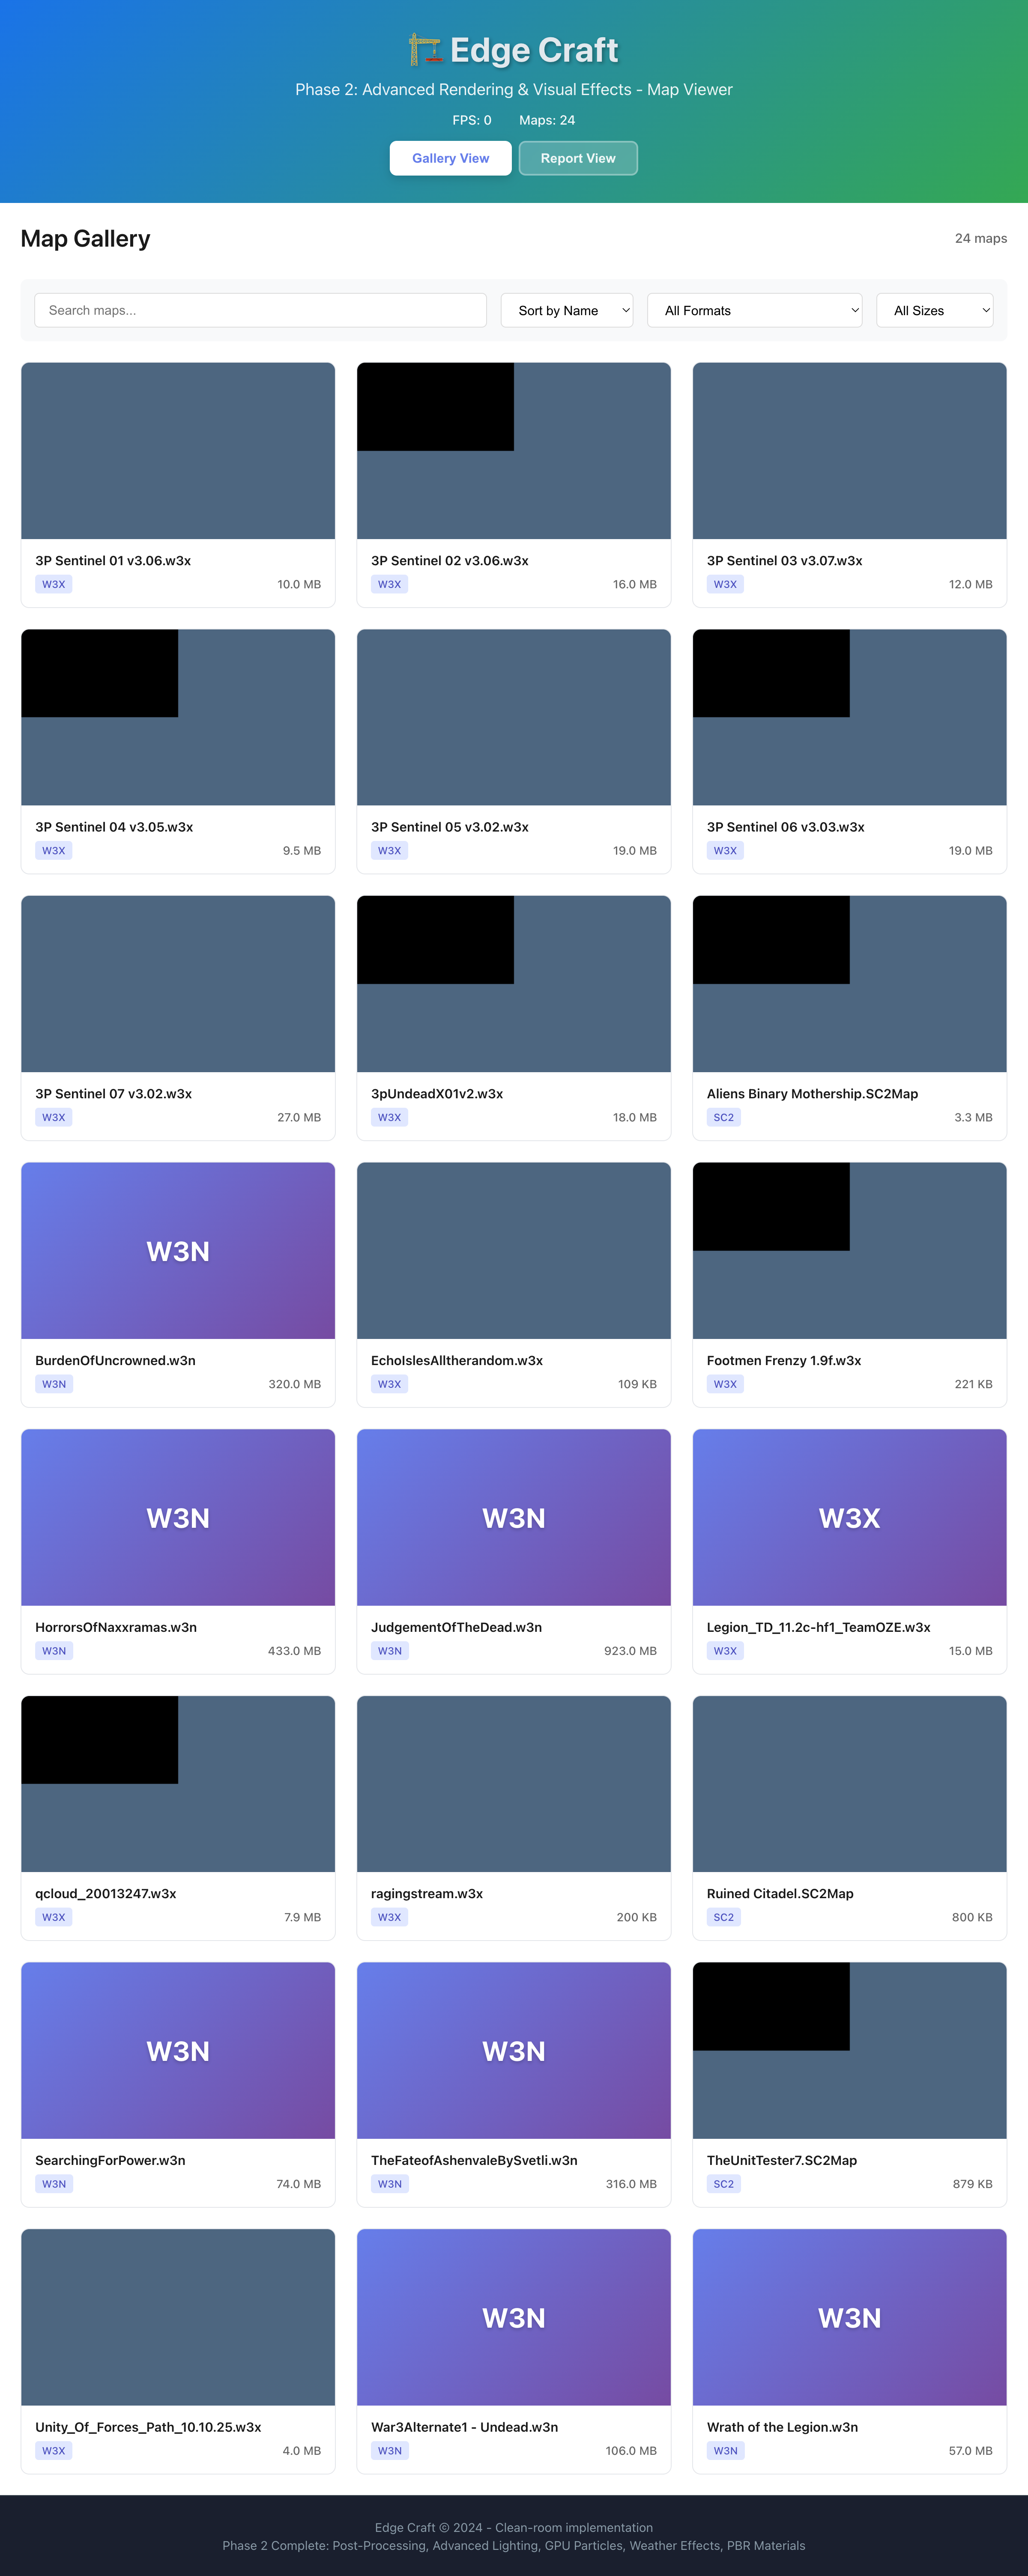 Edge Craft
Phase 2: Advanced Rendering & Visual Effects - Map Viewer
FPS: 0 Maps: 24
Gallery View Report View
Map Gallery 24 maps
Search maps... Sort by Name All Formats All Sizes
3P Sentinel 01 v3.06.w3x
W3X 10.0 MB
3P Sentinel 02 v3.06.w3x
W3X 16.0 MB
3P Sentinel 03 v3.07.w3x
W3X 12.0 MB
3P Sentinel 04 v3.05.w3x
W3X 9.5 MB
3P Sentinel 05 v3.02.w3x
W3X 19.0 MB
3P Sentinel 06 v3.03.w3x
W3X 19.0 MB
3P Sentinel 07 v3.02.w3x
W3X 27.0 MB
3pUndeadX01v2.w3x
W3X 18.0 MB
Aliens Binary Mothership.SC2Map
SC2 3.3 MB
W3N
BurdenOfUncrowned.w3n
W3N 320.0 MB
EchoIslesAlltherandom.w3x
W3X 109 KB
Footmen Frenzy 1.9f.w3x
W3X 221 KB
W3N
HorrorsOfNaxxramas.w3n
W3N 433.0 MB
W3N
JudgementOfTheDead.w3n
W3N 923.0 MB
W3X
Legion_TD_11.2c-hf1_TeamOZE.w3x
W3X 15.0 MB
qcloud_20013247.w3x
W3X 7.9 MB
ragingstream.w3x
W3X 200 KB
Ruined Citadel.SC2Map
SC2 800 KB
W3N
SearchingForPower.w3n
W3N 74.0 MB
W3N
TheFateofAshenvaleBySvetli.w3n
W3N 316.0 MB
TheUnitTester7.SC2Map
SC2 879 KB
Unity_Of_Forces_Path_10.10.25.w3x
W3X 4.0 MB
W3N
War3Alternate1 - Undead.w3n
W3N 106.0 MB
W3N
Wrath of the Legion.w3n
W3N 57.0 MB
Edge Craft © 2024 - Clean-room implementation
Phase 2 Complete: Post-Processing, Advanced Lighting, GPU Particles, Weather Effects, PBR Materials